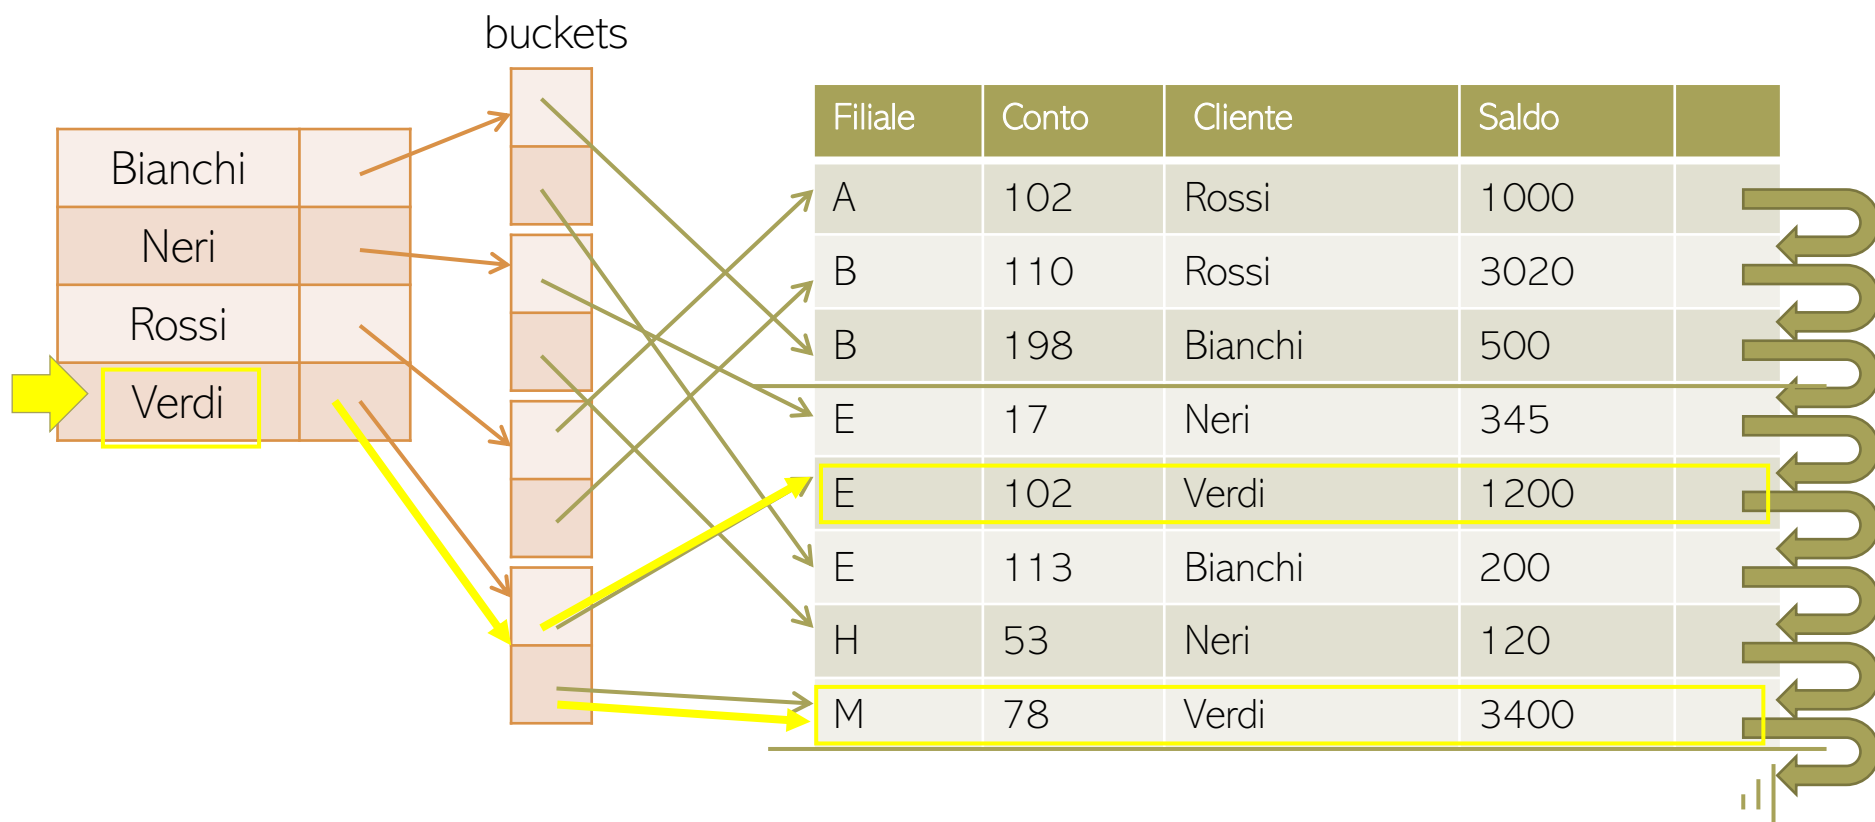 buckets
Bianchi
Neri
Rossi
Verdi
Filiale Conto Cliente Saldo
A 102 Rossi 1000
B 110 Rossi 3020
B 198 Bianchi 500
E 17 Neri 345
E 102 Verdi 1200
E 113 Bianchi 200
H 53 Neri 120
M 78 Verdi 3400